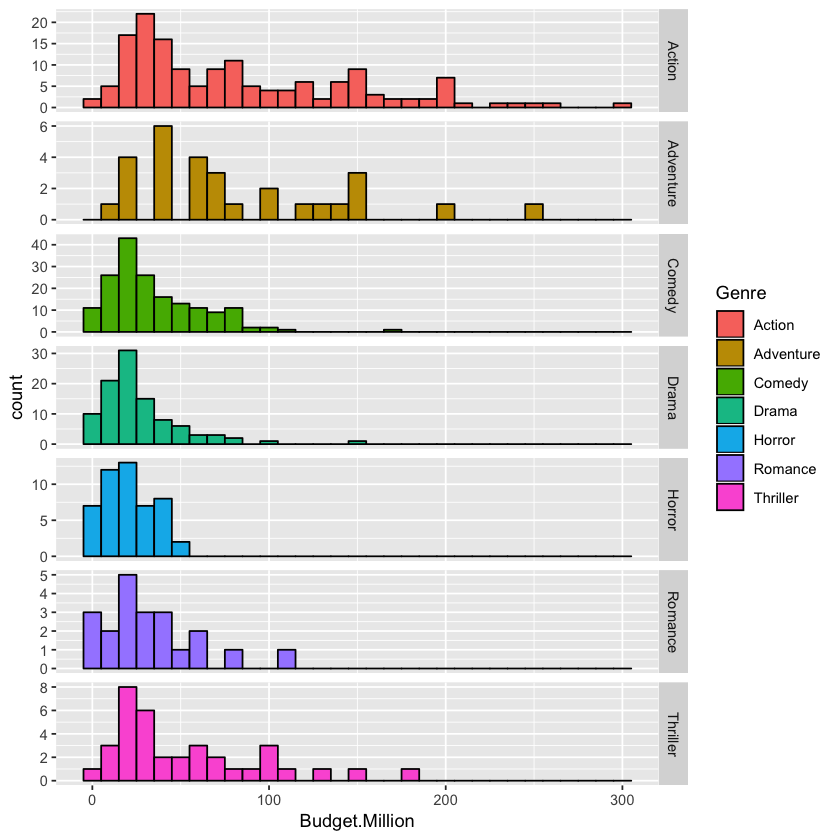 count
20
15
10
5
0
Action
6
4
2
0
Adventure
40
30
20
10
0
Comedy
30
20
10
0
Drama
10
5
0
Horror
5
4
3
2
1
0
Romance
8
6
4
2
0
Thriller
0 100 200 300
Budget.Million
Genre
Action
Adventure
Comedy
Drama
Horror
Romance
Thriller